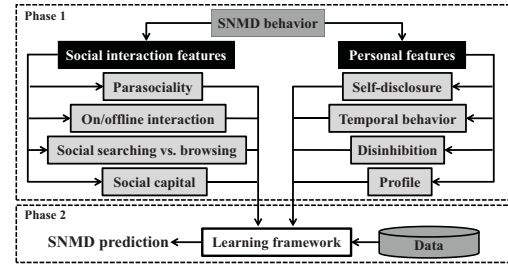 Phase 1
SNMD behavior
Social interaction features
Personal features
Parasociality
Self-disclosure
On/offline interaction
Temporal behavior
Social searching vs. browsing
Disinhibition
Social capital
Profile
Phase 2
SNMD prediction
Learning framework
Data